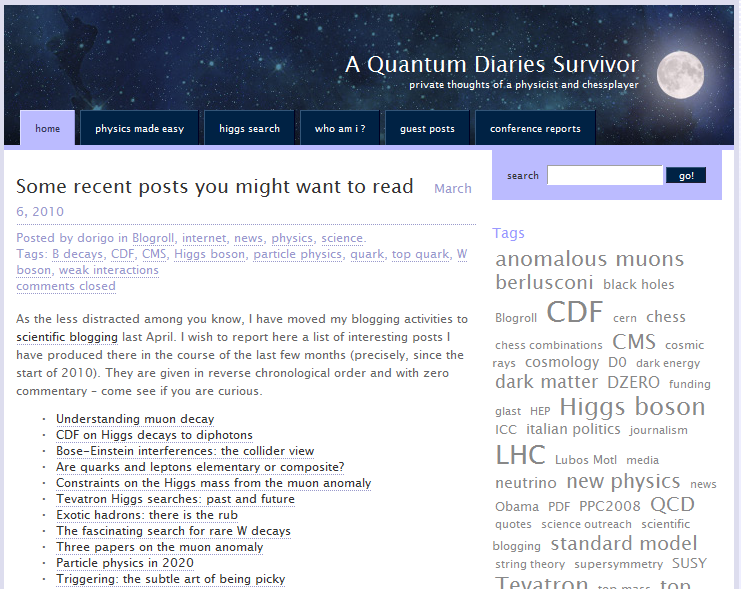 A Quantum Diaries Survivor
private thoughts of a physicist and chessplayer
home physics made easy higgs search who am i ? guest posts conference reports
Some recent posts you might want to read March
6, 2010
Posted by dorigo in Blogroll, internet, news, physics, science.
Tags: B decays, CDF, CMS, Higgs boson, particle physics, quark, top quark, W
boson, weak interactions
comments closed
As the less distracted among you know, I have moved my blogging activities to
scientific blogging last April. I wish to report here a list of interesting posts I
have produced there in the course of the last few months (precisely, since the
start of 2010). They are given in reverse chronological order and with zero
commentary – come see if you are curious.
· Understanding muon decay
· CDF on Higgs decays to diphotons
· Bose-Einstein interferences: the collider view
· Are quarks and leptons elementary or composite?
· Constraints on the Higgs mass from the muon anomaly
· Tevatron Higgs searches: past and future
· Exotic hadrons: there is the rub
· The fascinating search for rare W decays
· Three papers on the muon anomaly
· Particle physics in 2020
· Triggering: the subtle art of being picky
search go!
Tags
anomalous muons
berlusconi black holes
Blogroll CDF cern chess
chess combinations CMS cosmic
rays cosmology D0 dark energy
dark matter DZERO funding
glast HEP Higgs boson
ICC italian politics journalism
LHC Lubos Motl media
neutrino new physics news
Obama PDF PPC2008 QCD
quotes science outreach scientific
blogging standard model
string theory supersymmetry SUSY
Tevatron top mass top